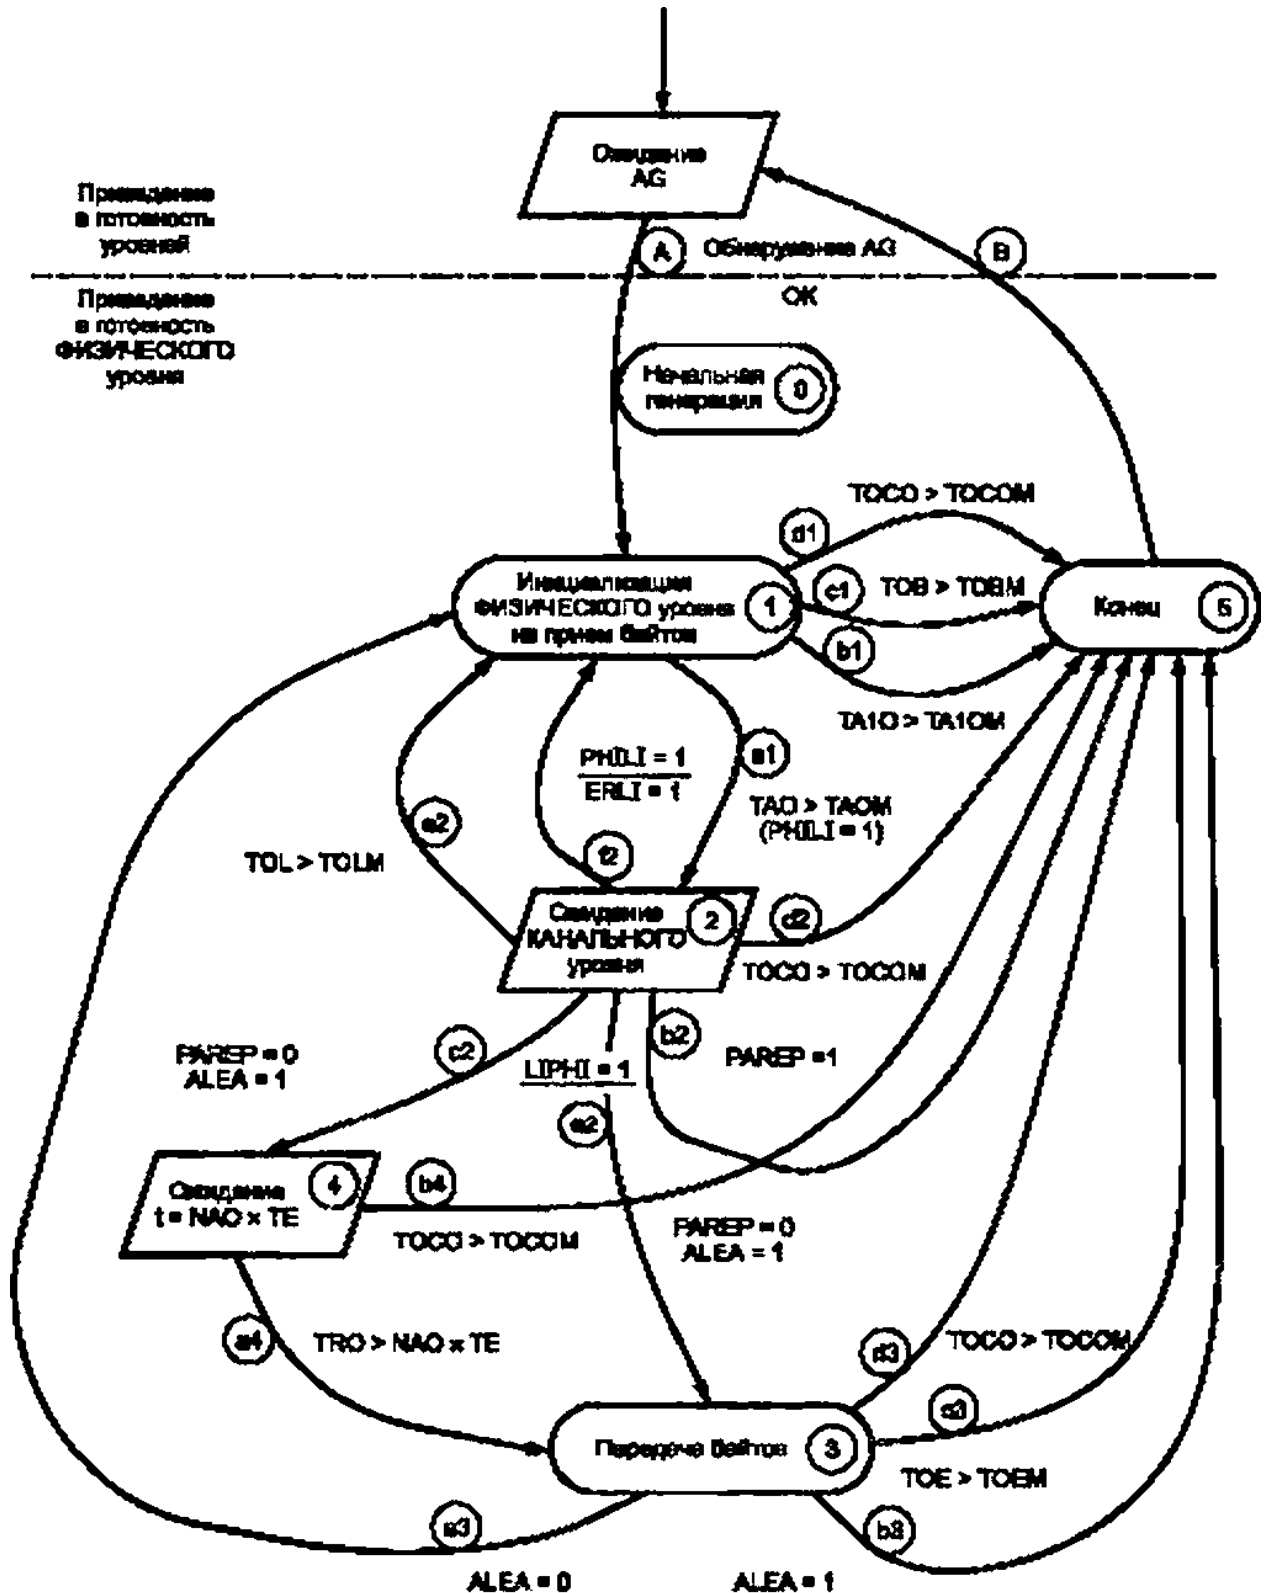 Ожидание
AG
Приведение
в готовность
уровней
A
Обнаружение AG
B
OK
Приведение
в готовность
ФИЗИЧЕСКОГО
уровня
Начальная
генерация
0
TOCO > TOCOM
d1
Инициализация
ФИЗИЧЕСКОГО уровня
на прием байтов
1
c1
TOB > TOBM
b1
TA1O > TA1OM
Конец
5
PHILI = 1
ERLI = 1
a1
TAO > TAOM
(PHILI = 1)
e2
TOL > TOLM
f2
Ожидание
КАНАЛЬНОГО
уровня
2
d2
TOCO > TOCOM
PAREP = 0
ALEA = 1
c2
LIPHI = 1
b2
PAREP =1
a2
Ожидание
t = NAO × TE
4
b4
TOCO > TOCOM
PAREP = 0
ALEA = 1
a4
TRO > NAO × TE
d3
TOCO > TOCOM
Передача байтов
3
TOE > TOEM
a3
b3
ALEA = 0
ALEA = 1